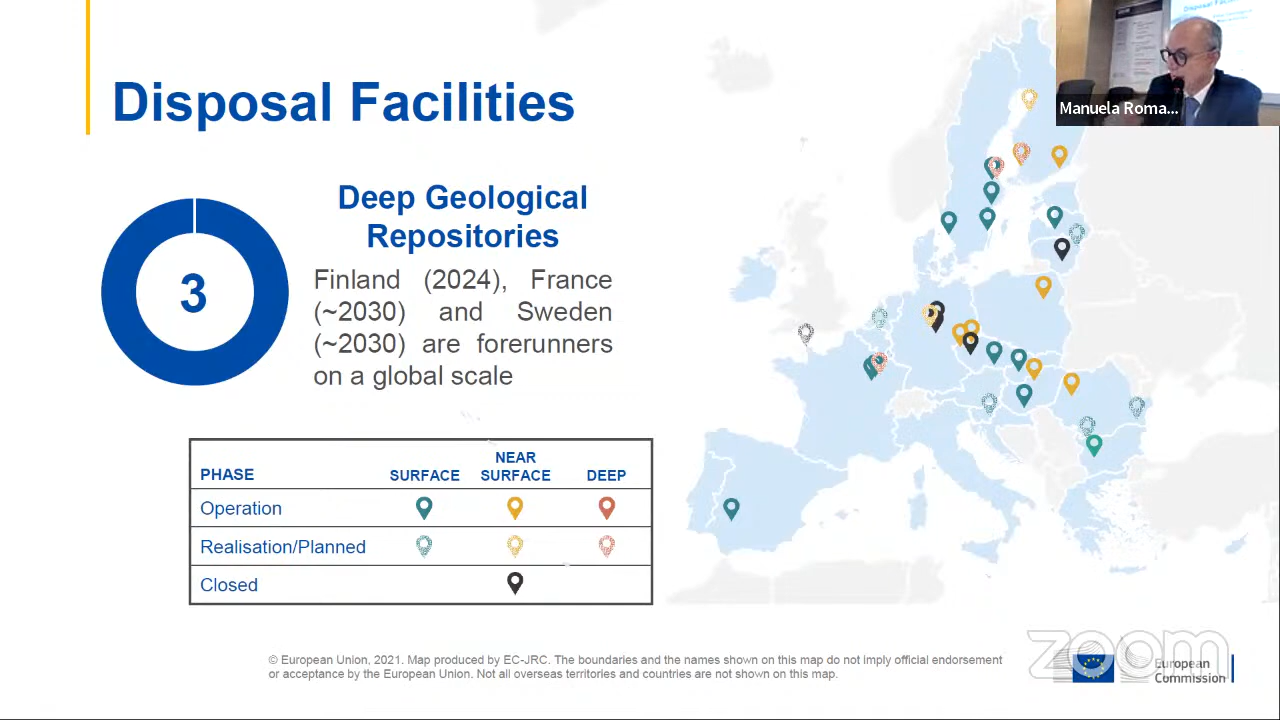 Disposal Facilities
Manuela Roma...
Deep Geological
Repositories
3
Finland (2024), France
(~2030) and Sweden
(~2030) are forerunners
on a global scale
PHASE SURFACE NEAR SURFACE DEEP
Operation
Realisation/Planned
Closed
© European Union, 2021. Map produced by EC-JRC. The boundaries and the names shown on this map do not imply official endorsement
or acceptance by the European Union. Not all overseas territories and countries are not shown on this map.
zoom
European
Commission